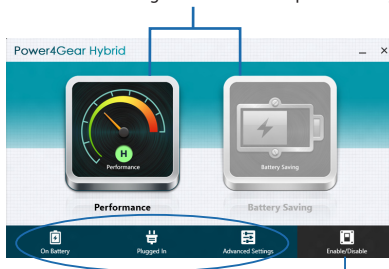 Power4Gear Hybrid
H
Performance
Battery Saving
Performance
Battery Saving
On Battery
Plugged In
Advanced Settings
Enable/Disable